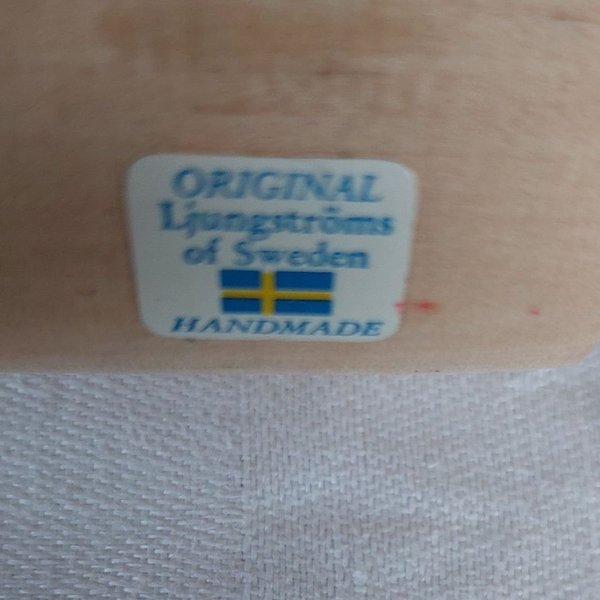 ORIGINAL
Ljungströms
of Sweden
HANDMADE